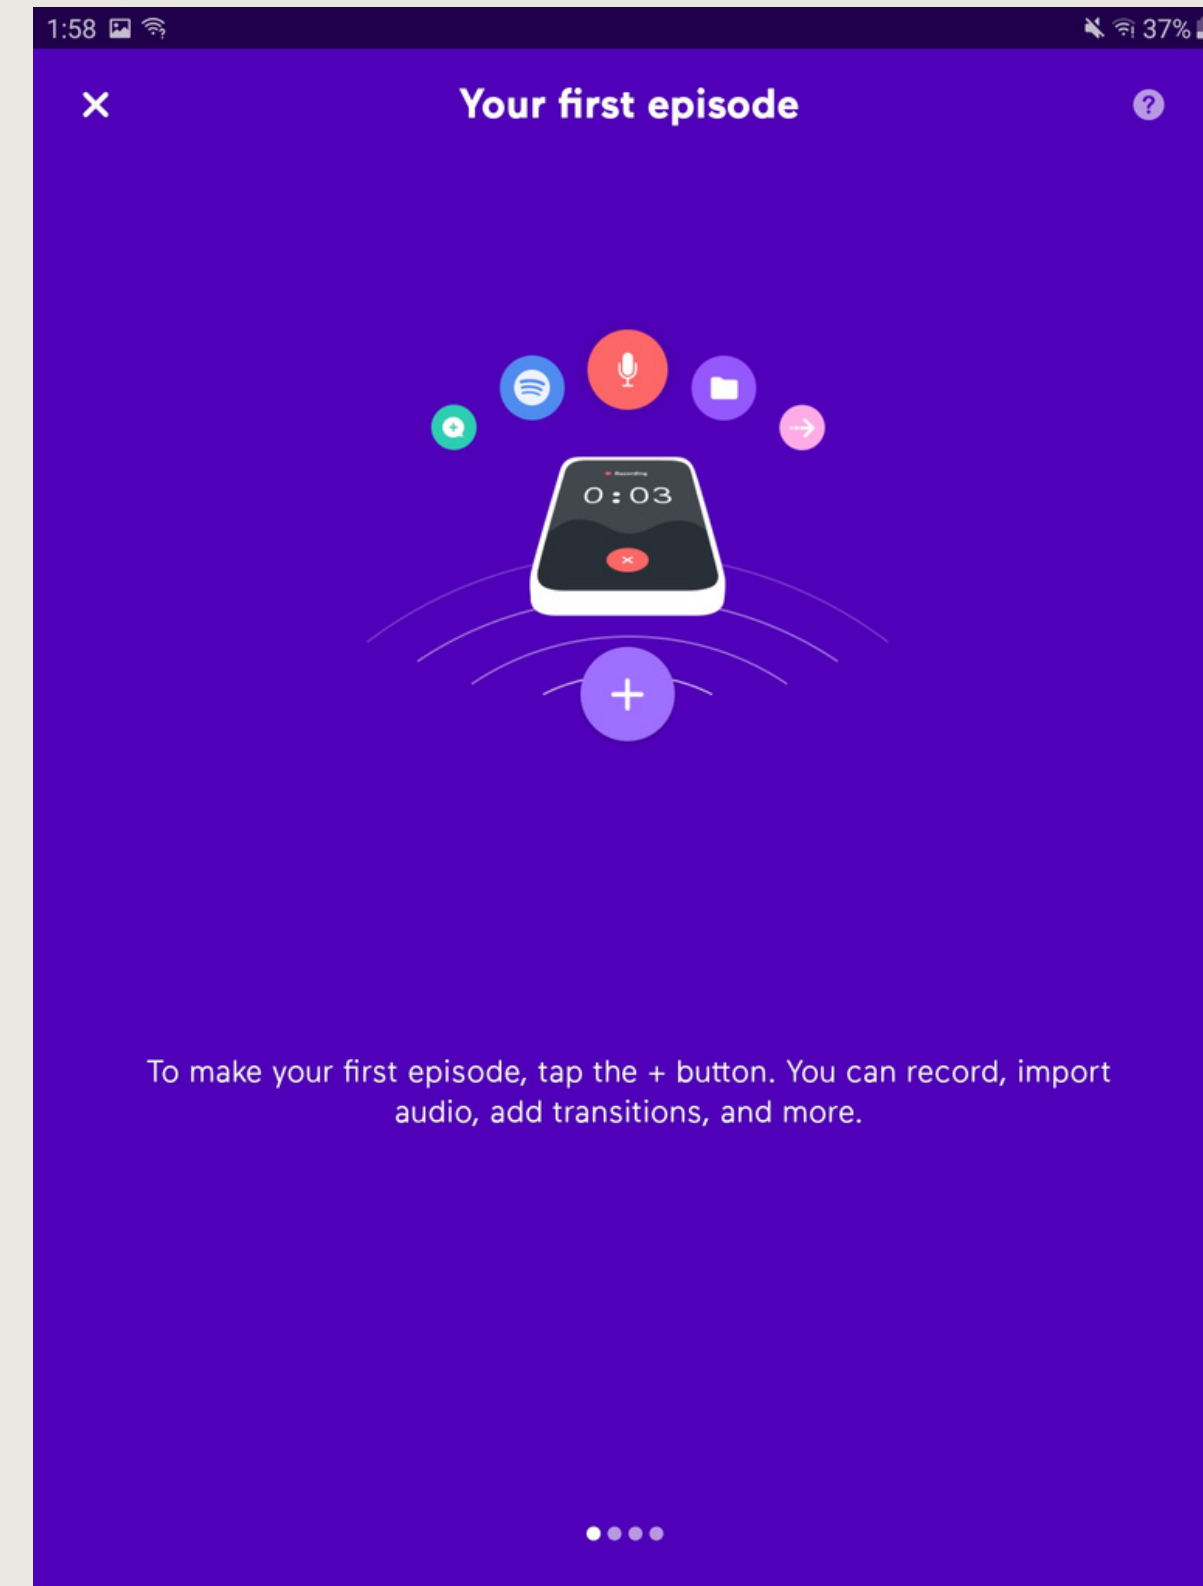 1:58 37%
Your first episode
Recording
0:03
To make your first episode, tap the + button. You can record, import
audio, add transitions, and more.